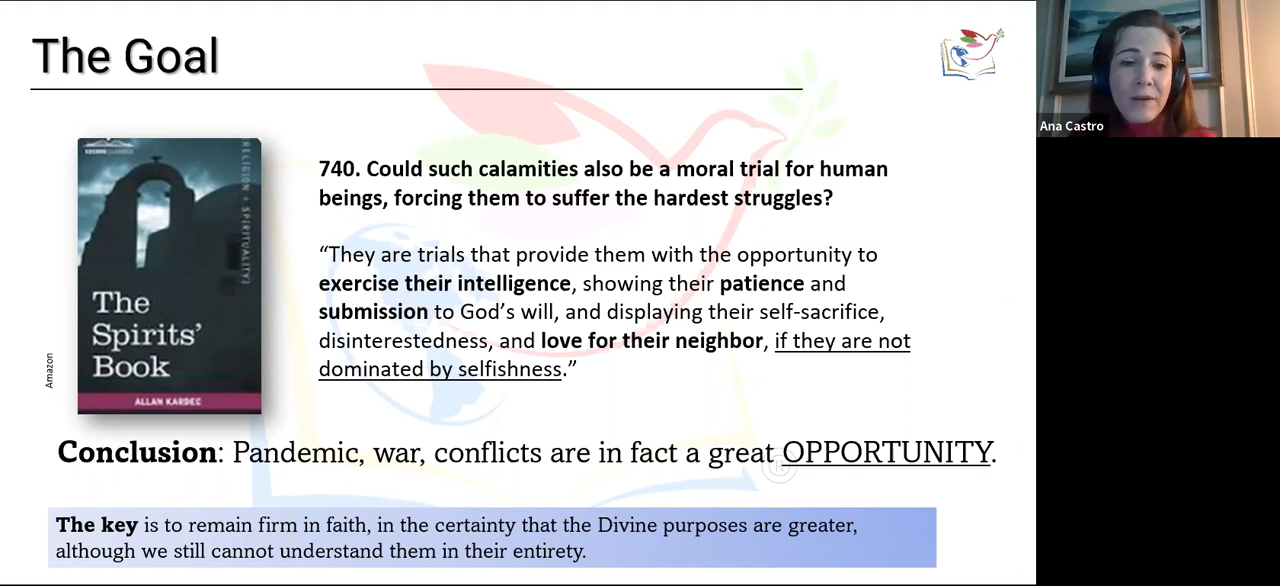 The Goal
Ana Castro
RELIGION + SPIRITUALITY
The
Spirits'
Book
ALLAN KARDEC
Amazon
740. Could such calamities also be a moral trial for human
beings, forcing them to suffer the hardest struggles?
“They are trials that provide them with the opportunity to
exercise their intelligence, showing their patience and
submission to God’s will, and displaying their self-sacrifice,
disinterestedness, and love for their neighbor, if they are not
dominated by selfishness.”
Conclusion: Pandemic, war, conflicts are in fact a great OPPORTUNITY.
®
The key is to remain firm in faith, in the certainty that the Divine purposes are greater,
although we still cannot understand them in their entirety.